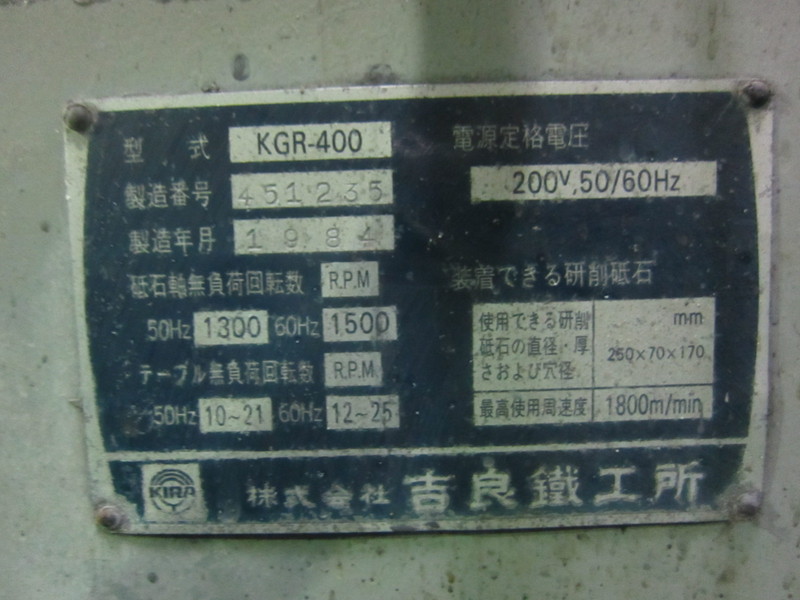 型式 KGR-400
製造番号 451235
製造年月 1984
砥石軸無負荷回転数 R.P.M
50Hz 1300 60Hz 1500
テーブル無負荷回転数 R.P.M
50Hz 10~21 60Hz 12~25
電源定格電圧
200V,50/60Hz
装着できる研削砥石
使用できる研削 mm
砥石の直径・厚 250×70×170
さおよび穴径
最高使用周速度 1800m/min
KIRA 株式会社 吉良鐵工所